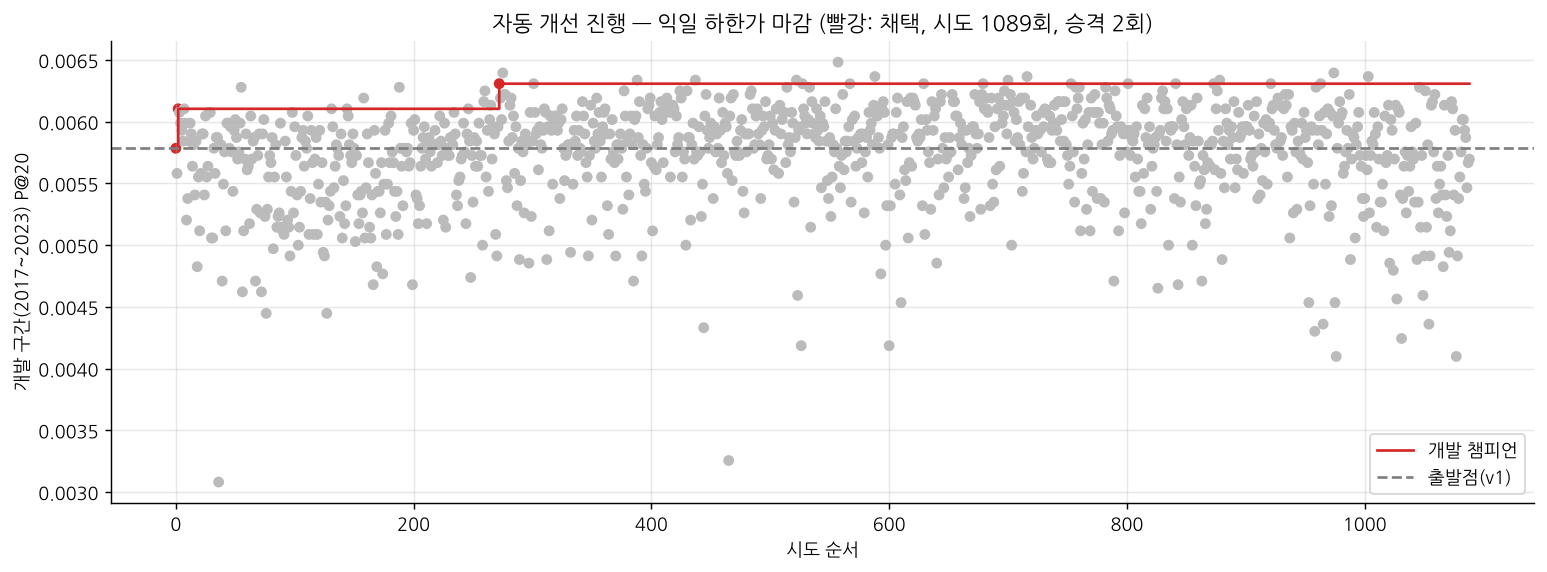 자동 개선 진행 — 익일 하한가 마감 (빨강: 채택, 시도 1089회, 승격 2회)
개발 구간(2017~2023) P@20
0.0065
0.0060
0.0055
0.0050
0.0045
0.0040
0.0035
0.0030
개발 챔피언
출발점(v1)
0 200 400 600 800 1000
시도 순서